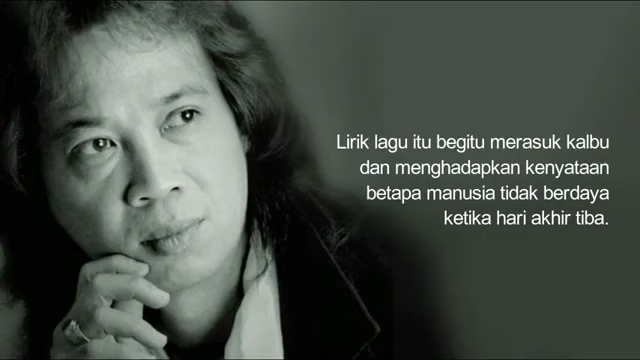 Lirik lagu itu begitu merasuk kalbu
dan menghadapkan kenyataan
betapa manusia tidak berdaya
ketika hari akhir tiba.